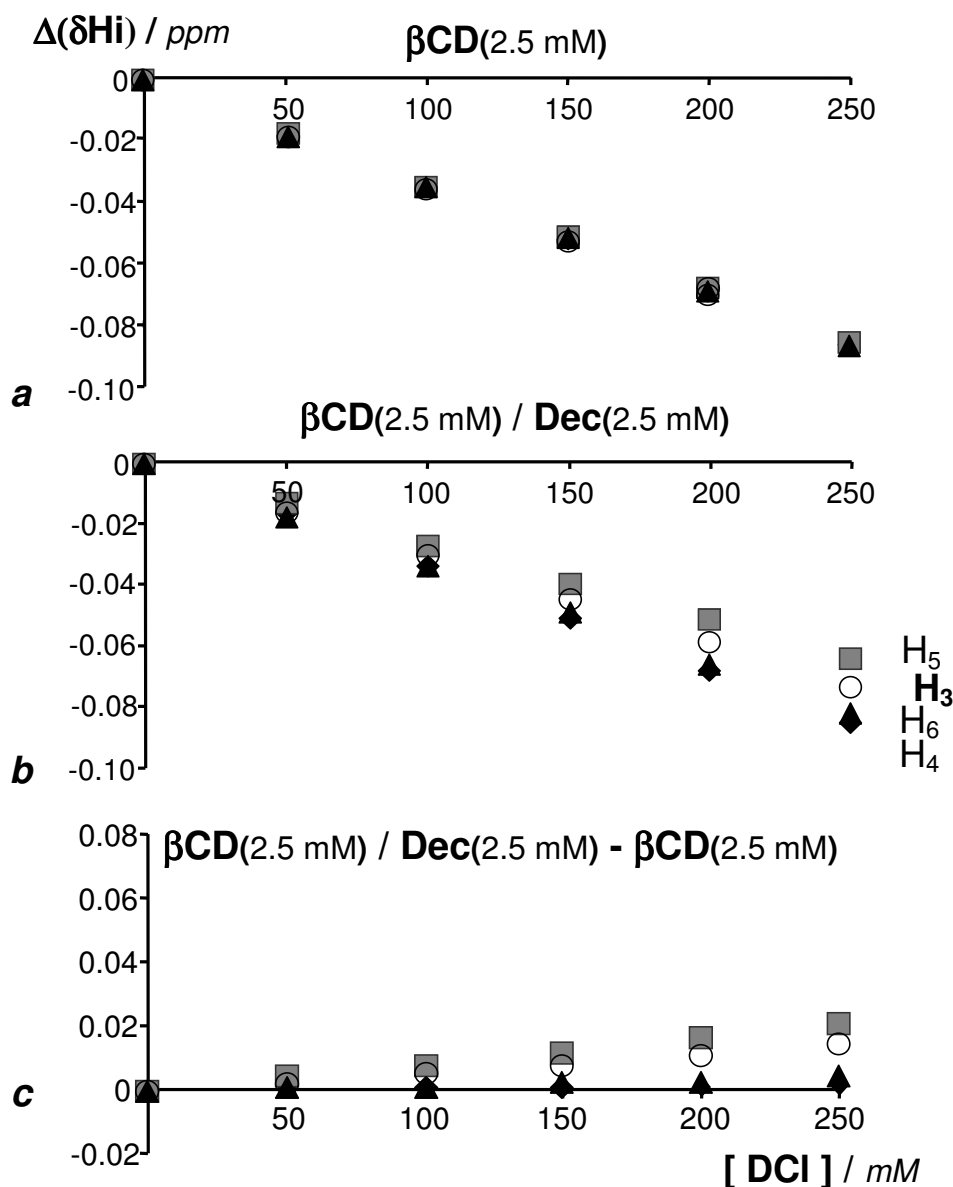 Δ(δHi) / ppm
βCD(2.5 mM)
0
50 100 150 200 250
-0.02
-0.04
-0.06
-0.08
-0.10
a
βCD(2.5 mM) / Dec(2.5 mM)
0
50 100 150 200 250
-0.02
-0.04
-0.06
-0.08
-0.10
H₅
H₃
H₆
H₄
b
0.08
βCD(2.5 mM) / Dec(2.5 mM) - βCD(2.5 mM)
0.06
0.04
0.02
0
c
50 100 150 200 250
-0.02
[ DCl ] / mM